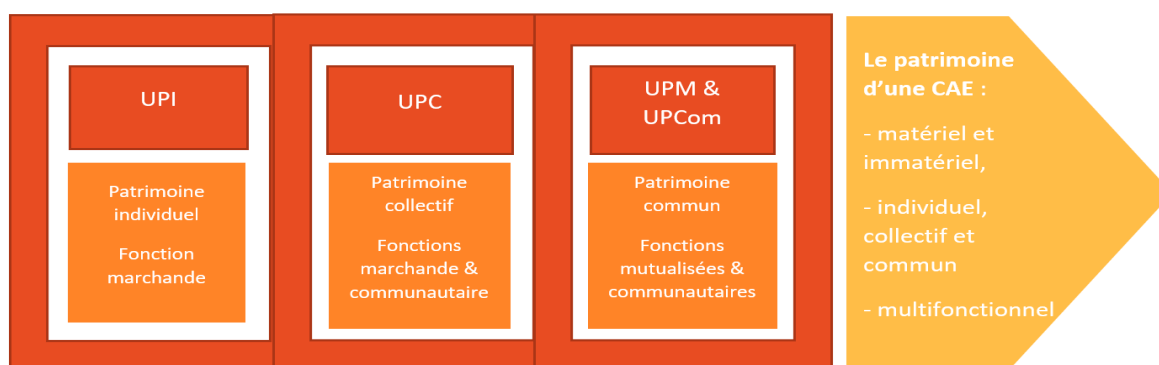 UPI
Patrimoine
individuel
Fonction
marchande
UPC
Patrimoine
collectif
Fonctions
marchande &
communautaire
UPM &
UPCom
Patrimoine
commun
Fonctions
mutualisées &
communautaires
Le patrimoine
d’une CAE :
- matériel et
immatériel,
- individuel,
collectif et
commun
- multifonctionnel